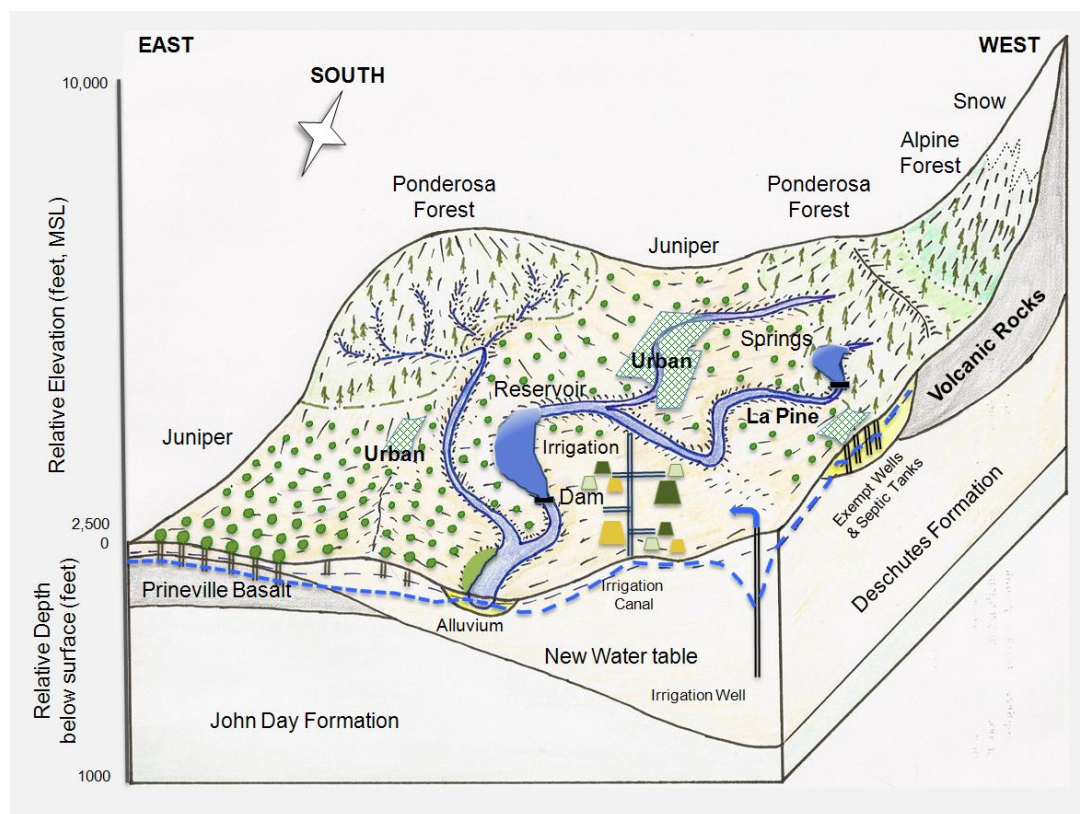 EAST
WEST
SOUTH
10,000
Snow
Alpine
Forest
Ponderosa
Forest
Ponderosa
Forest
Juniper
Relative Elevation (feet, MSL)
Springs
Urban
Reservoir
Volcanic Rocks
La Pine
Juniper
Urban
Irrigation
Dam
Exempt Wells
& Septic Tanks
2,500
0
Deschutes Formation
Prineville Basalt
Irrigation
Canal
Alluvium
Relative Depth
below surface (feet)
New Water table
Irrigation Well
John Day Formation
1000